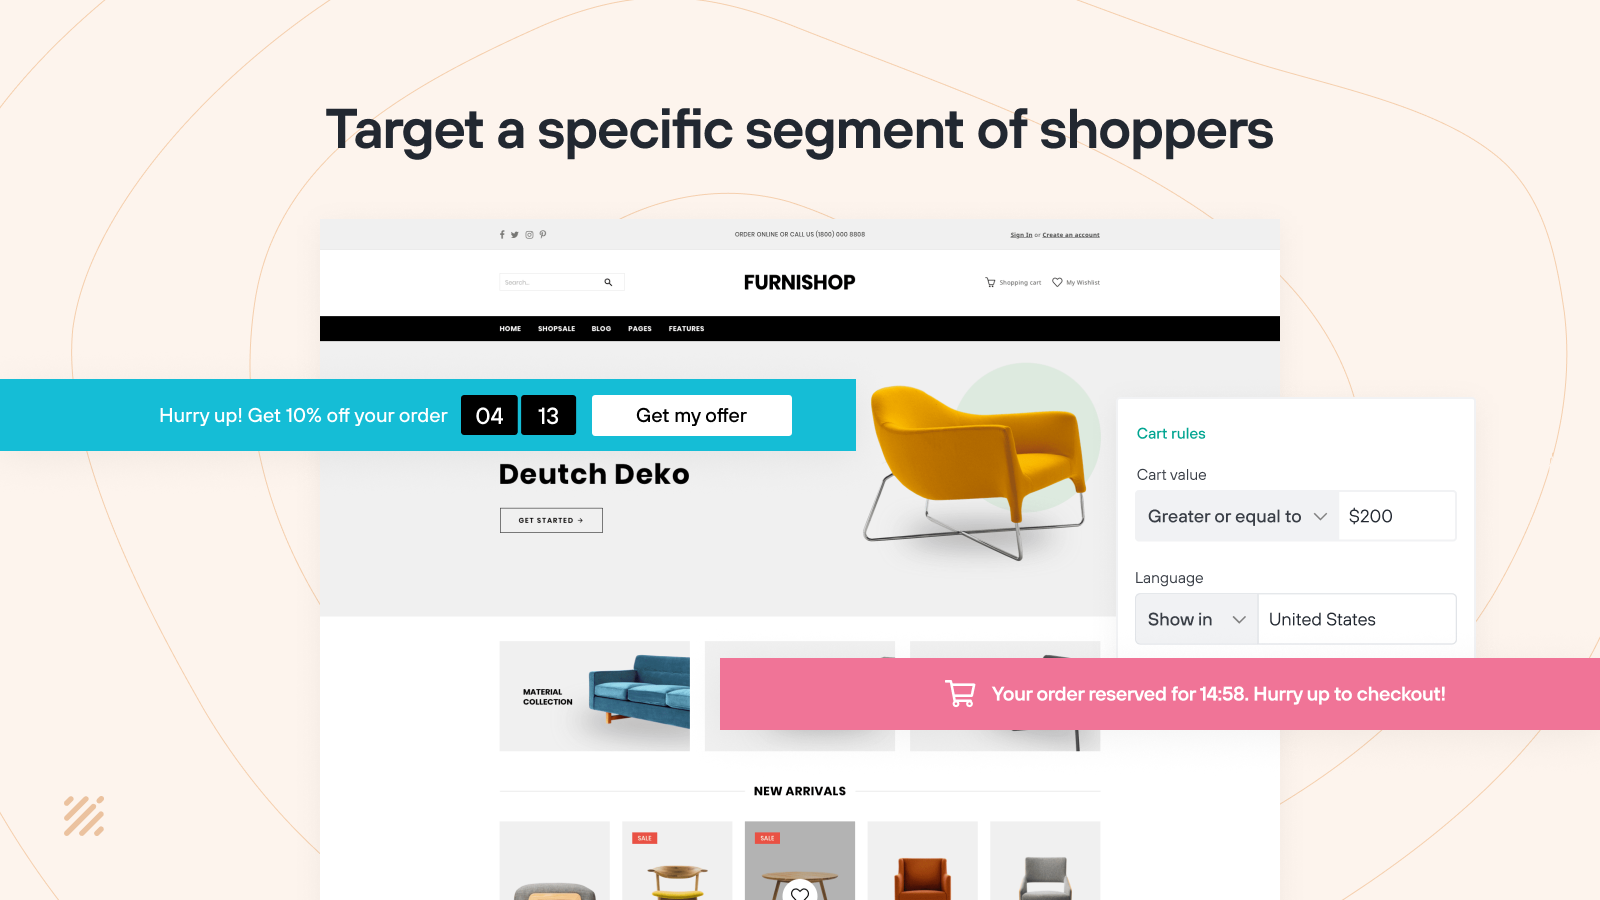 Target a specific segment of shoppers
ORDER ONLINE OR CALL US (1800) 000 8808
Sign In or Create an account
Search...
FURNISHOP
Shopping cart
My Wishlist
HOME SHOPSALE BLOG PAGES FEATURES
Hurry up! Get 10% off your order 04 13 Get my offer
Deutch Deko
GET STARTED →
Cart rules
Cart value
Greater or equal to $200
Language
Show in United States
MATERIAL
COLLECTION
Your order reserved for 14:58. Hurry up to checkout!
NEW ARRIVALS
SALE
SALE